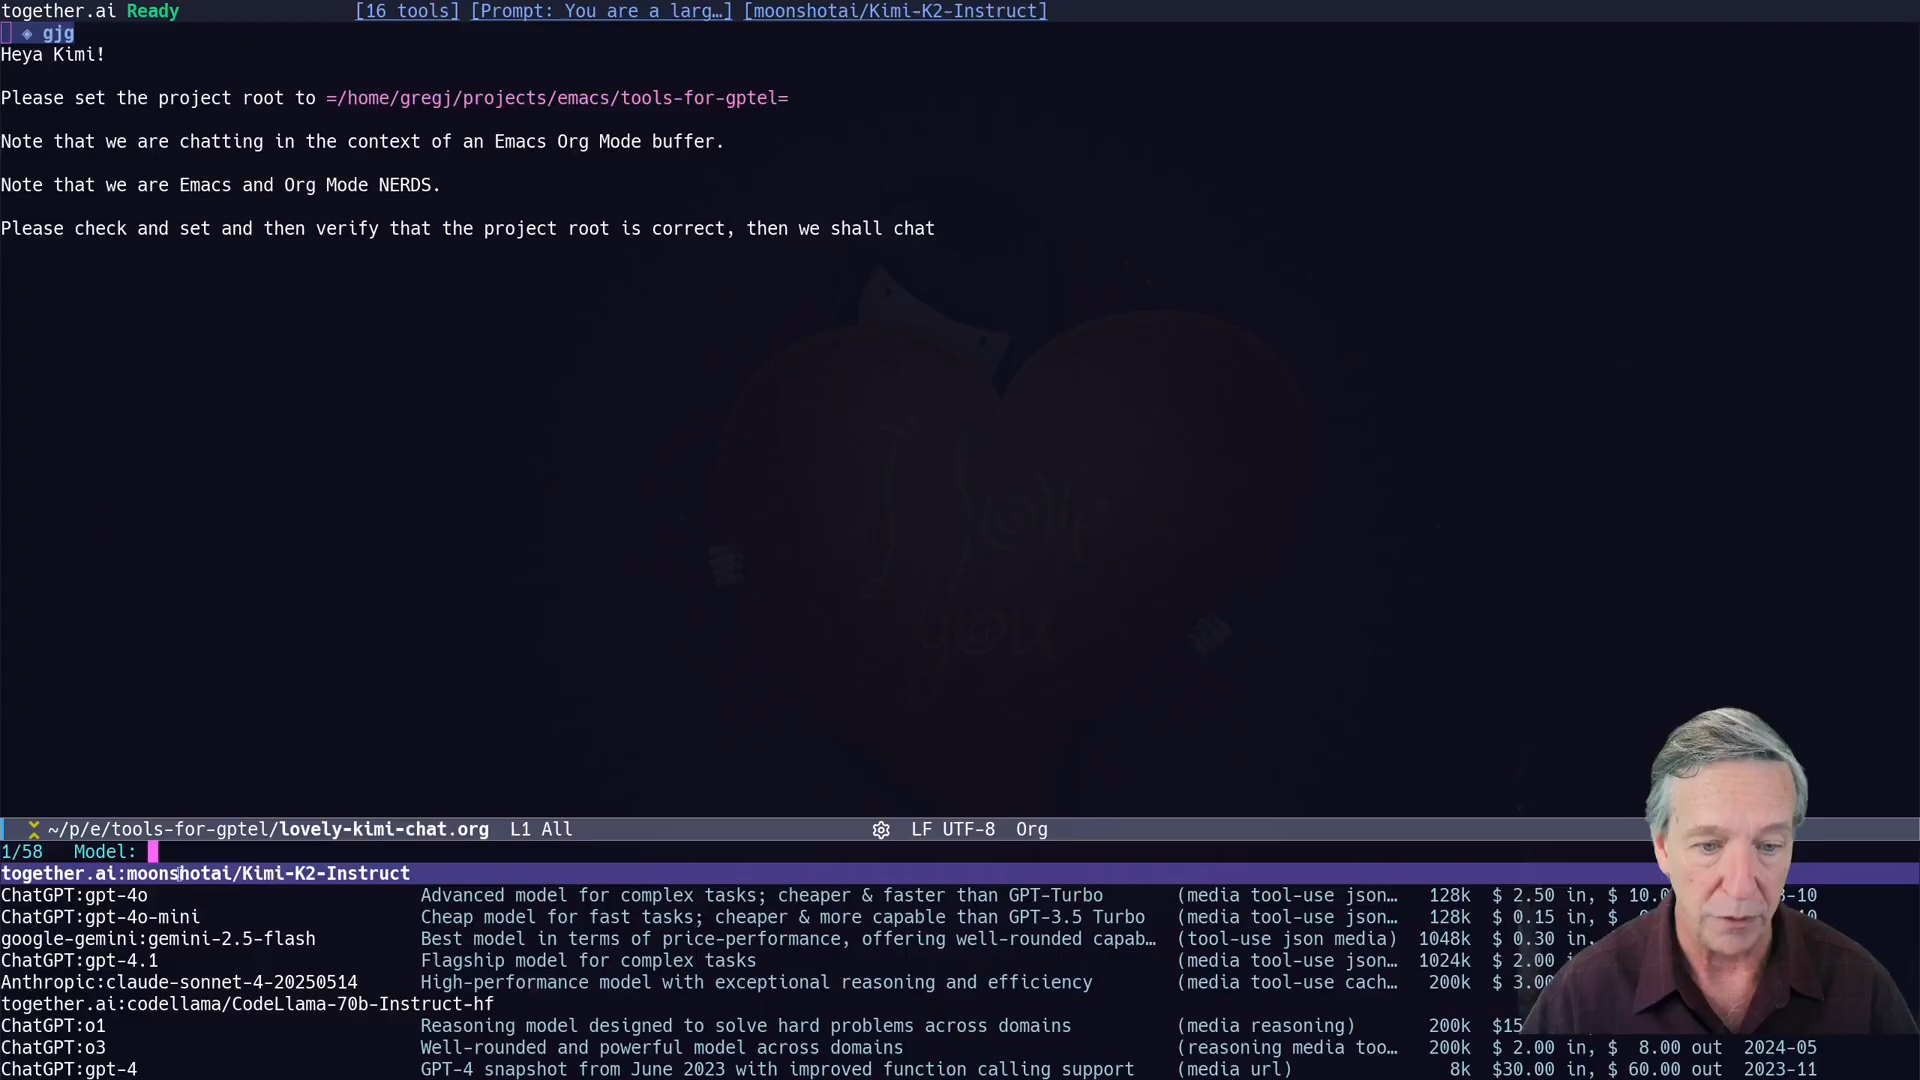 together.ai Ready [16 tools] [Prompt: You are a larg…] [moonshotai/Kimi-K2-Instruct]
◈ gjg
Heya Kimi!
Please set the project root to =/home/gregj/projects/emacs/tools-for-gptel=
Note that we are chatting in the context of an Emacs Org Mode buffer.
Note that we are Emacs and Org Mode NERDS.
Please check and set and then verify that the project root is correct, then we shall chat
I Love
you
~/p/e/tools-for-gptel/lovely-kimi-chat.org L1 All LF UTF-8 Org
1/58 Model:
together.ai:moonshotai/Kimi-K2-Instruct
ChatGPT:gpt-4o Advanced model for complex tasks; cheaper & faster than GPT-Turbo (media tool-use json… 128k $ 2.50 in, $ 10.0
ChatGPT:gpt-4o-mini Cheap model for fast tasks; cheaper & more capable than GPT-3.5 Turbo (media tool-use json… 128k $ 0.15 in, $
google-gemini:gemini-2.5-flash Best model in terms of price-performance, offering well-rounded capab… (tool-use json media) 1048k $ 0.30 in,
ChatGPT:gpt-4.1 Flagship model for complex tasks (media tool-use json… 1024k $ 2.00 in,
Anthropic:claude-sonnet-4-20250514 High-performance model with exceptional reasoning and efficiency (media tool-use cach… 200k $ 3.00
together.ai:codellama/CodeLlama-70b-Instruct-hf
ChatGPT:o1 Reasoning model designed to solve hard problems across domains (media reasoning) 200k $15
ChatGPT:o3 Well-rounded and powerful model across domains (reasoning media too… 200k $ 2.00 in, $ 8.00 out 2024-05
ChatGPT:gpt-4 GPT-4 snapshot from June 2023 with improved function calling support (media url) 8k $30.00 in, $ 60.00 out 2023-11